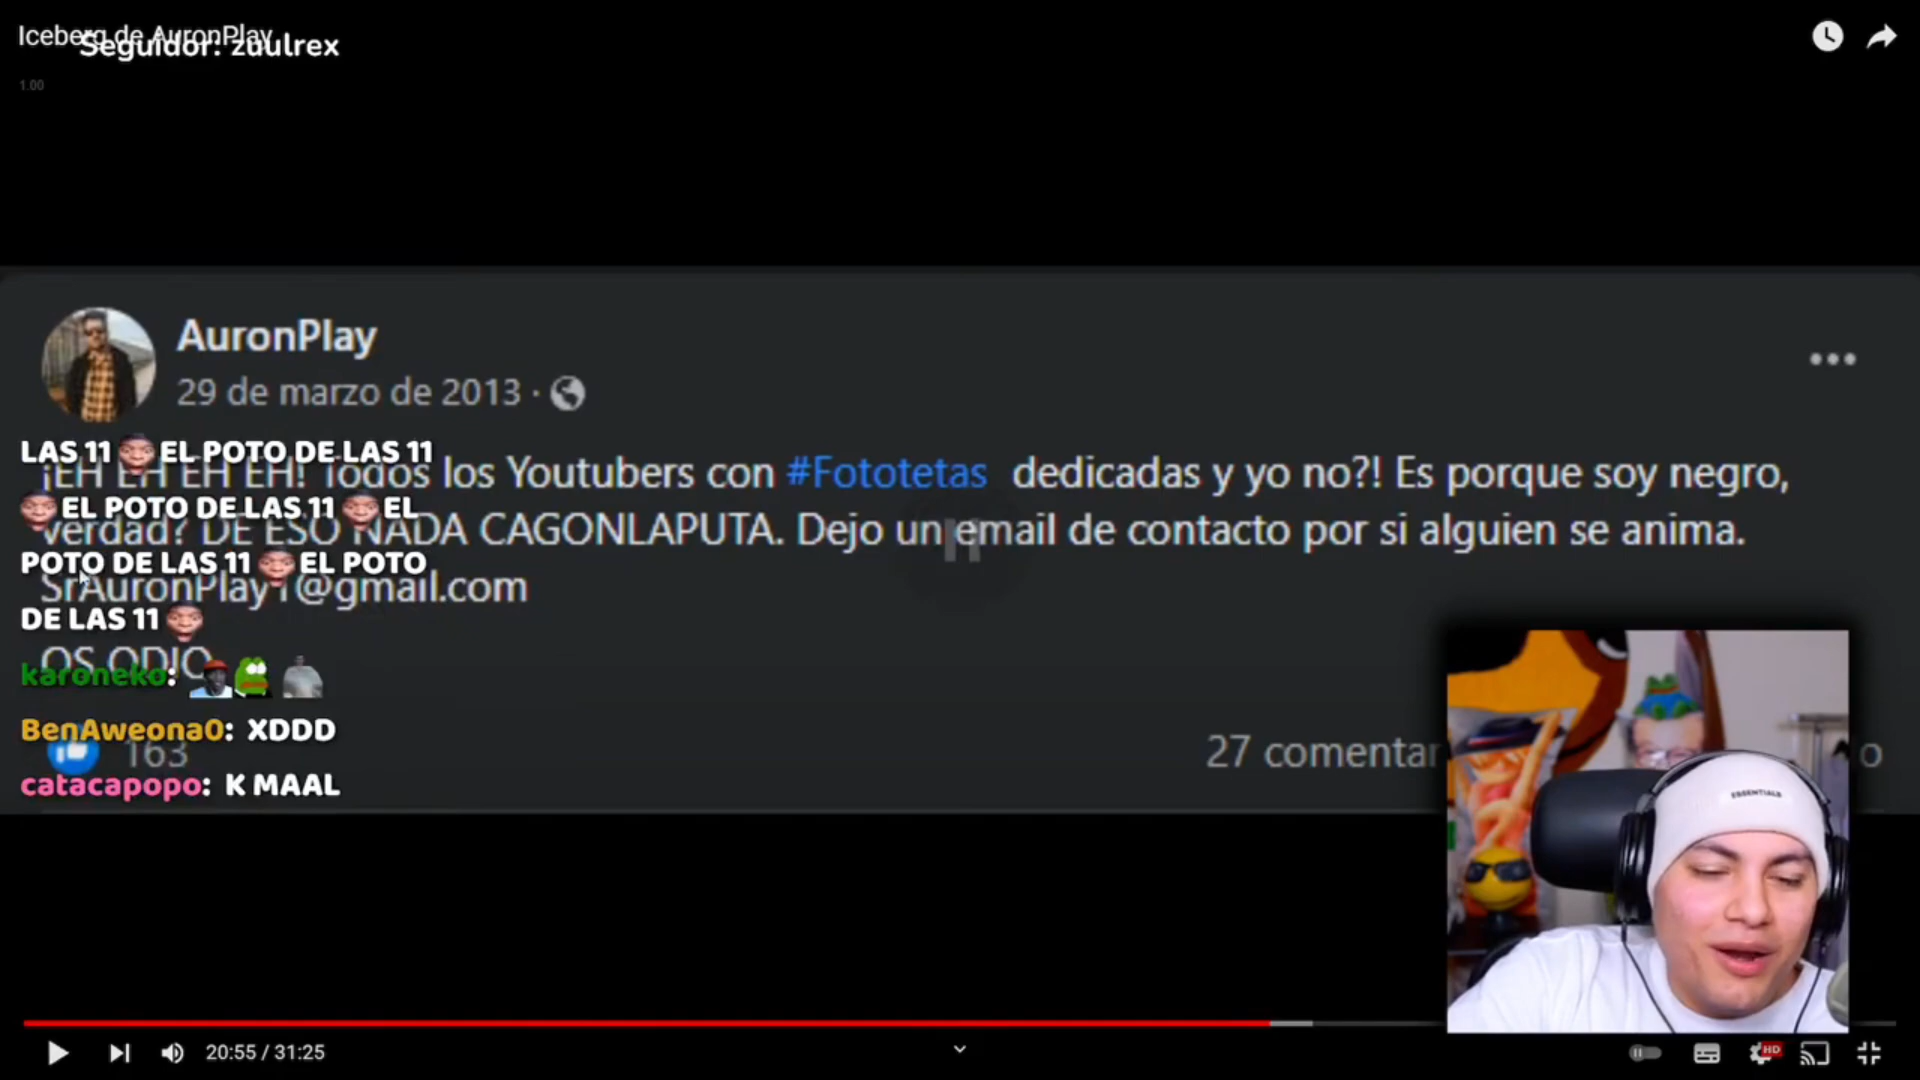 Iceberg de AuronPlay
Seguidor: zuulrex
1.00
AuronPlay
29 de marzo de 2013 ·
LAS 11 EL POTO DE LAS 11
¡EH EH EH EH! Todos los Youtubers con #Fototetas dedicadas y yo no?! Es porque soy negro,
EL POTO DE LAS 11 EL
verdad? DE ESO NADA CAGONLAPUTA. Dejo un email de contacto por si alguien se anima.
POTO DE LAS 11 EL POTO
SrAuronPlay1@gmail.com
DE LAS 11
OS ODIO
karoneko:
BenAweona0: XDDD
163
27 comentar
o
catacapopo: K MAAL
ESSENTIALS
20:55 / 31:25
HD